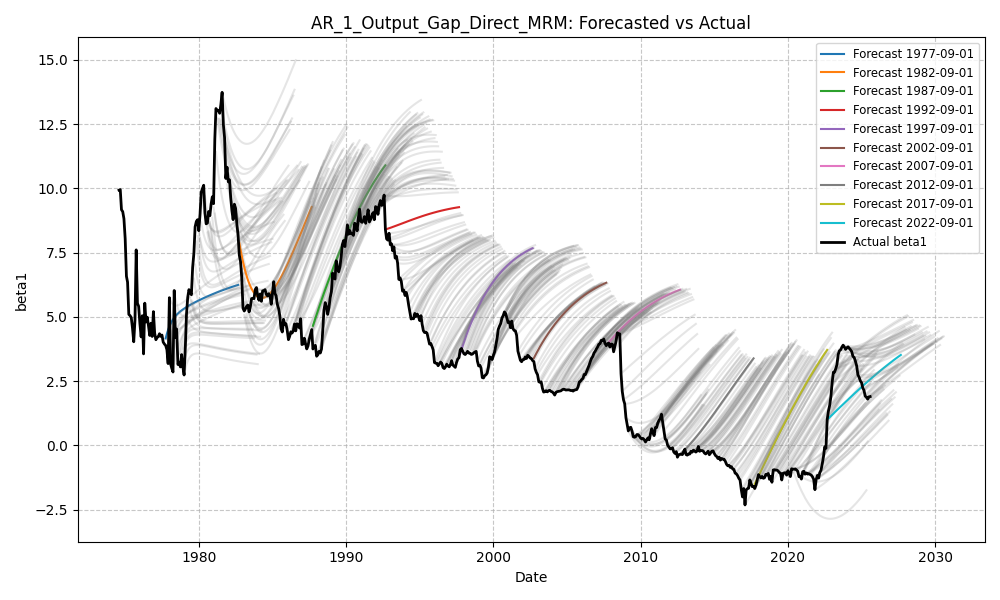 AR_1_Output_Gap_Direct_MRM: Forecasted vs Actual
15.0
12.5
10.0
7.5
5.0
2.5
0.0
−2.5
beta1
1980
1990
2000
2010
2020
2030
Date
Forecast 1977-09-01
Forecast 1982-09-01
Forecast 1987-09-01
Forecast 1992-09-01
Forecast 1997-09-01
Forecast 2002-09-01
Forecast 2007-09-01
Forecast 2012-09-01
Forecast 2017-09-01
Forecast 2022-09-01
Actual beta1